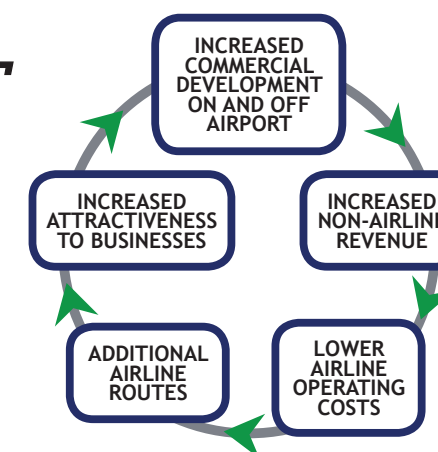 INCREASED
COMMERCIAL
DEVELOPMENT
ON AND OFF
AIRPORT
INCREASED
ATTRACTIVENESS
TO BUSINESSES
INCREASED
NON-AIRLINE
REVENUE
ADDITIONAL
AIRLINE
ROUTES
LOWER
AIRLINE
OPERATING
COSTS